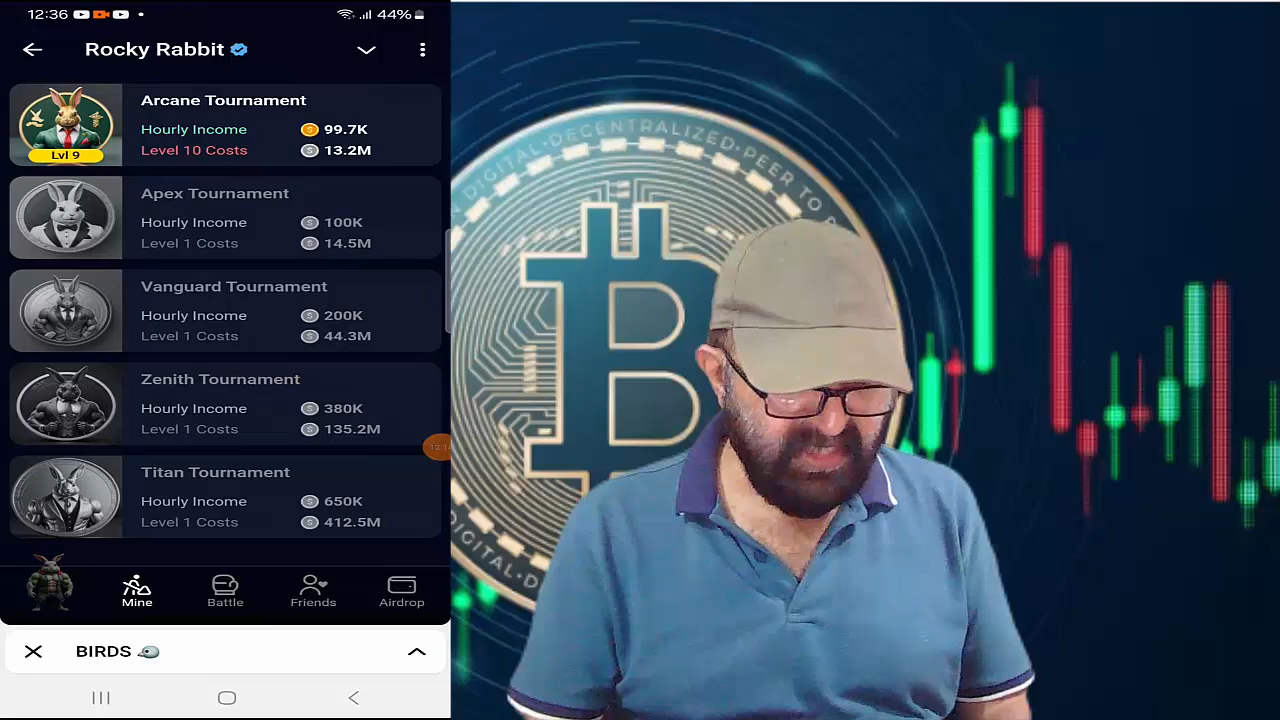 12:36
44%
Rocky Rabbit
Arcane Tournament
Hourly Income 99.7K
Level 10 Costs 13.2M
Lvl 9
Apex Tournament
Hourly Income 100K
Level 1 Costs 14.5M
Vanguard Tournament
Hourly Income 200K
Level 1 Costs 44.3M
Zenith Tournament
Hourly Income 380K
Level 1 Costs 135.2M
Titan Tournament
Hourly Income 650K
Level 1 Costs 412.5M
Mine
Battle
Friends
Airdrop
BIRDS
DIGITAL · DECENTRALIZED · PEER TO
DIGITAL